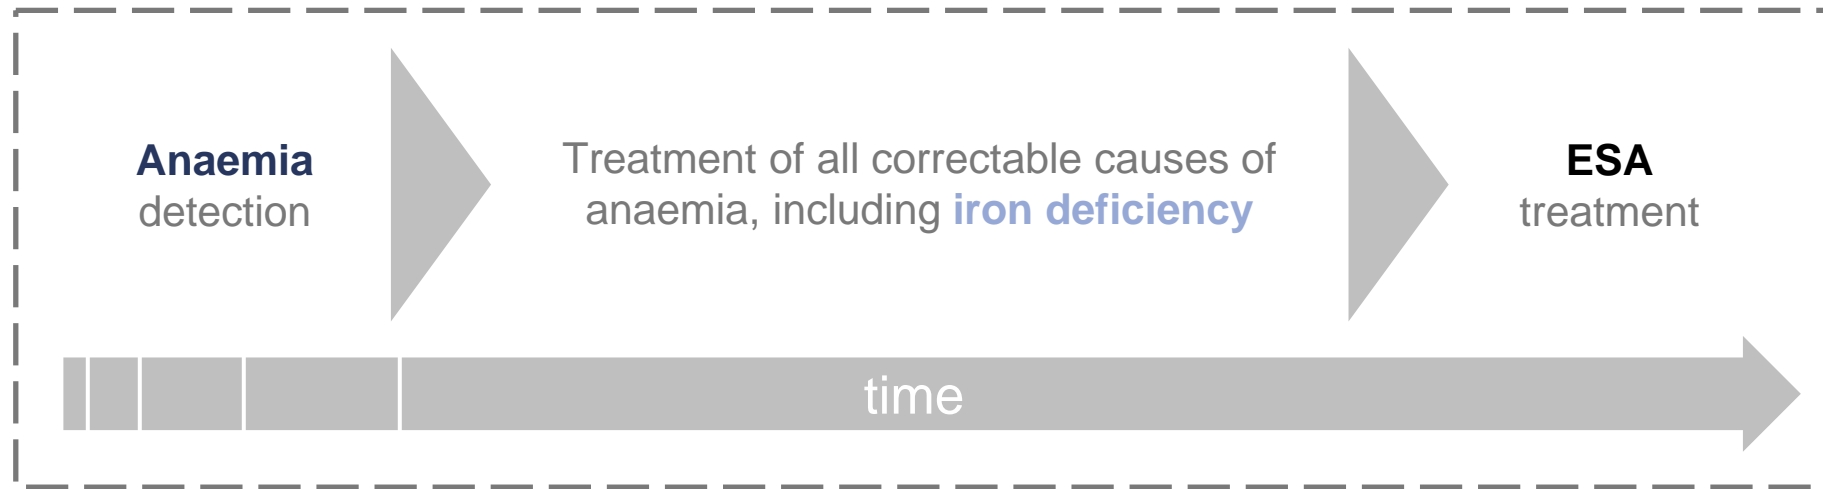 Anaemia
detection
Treatment of all correctable causes of
anaemia, including iron deficiency
ESA
treatment
time